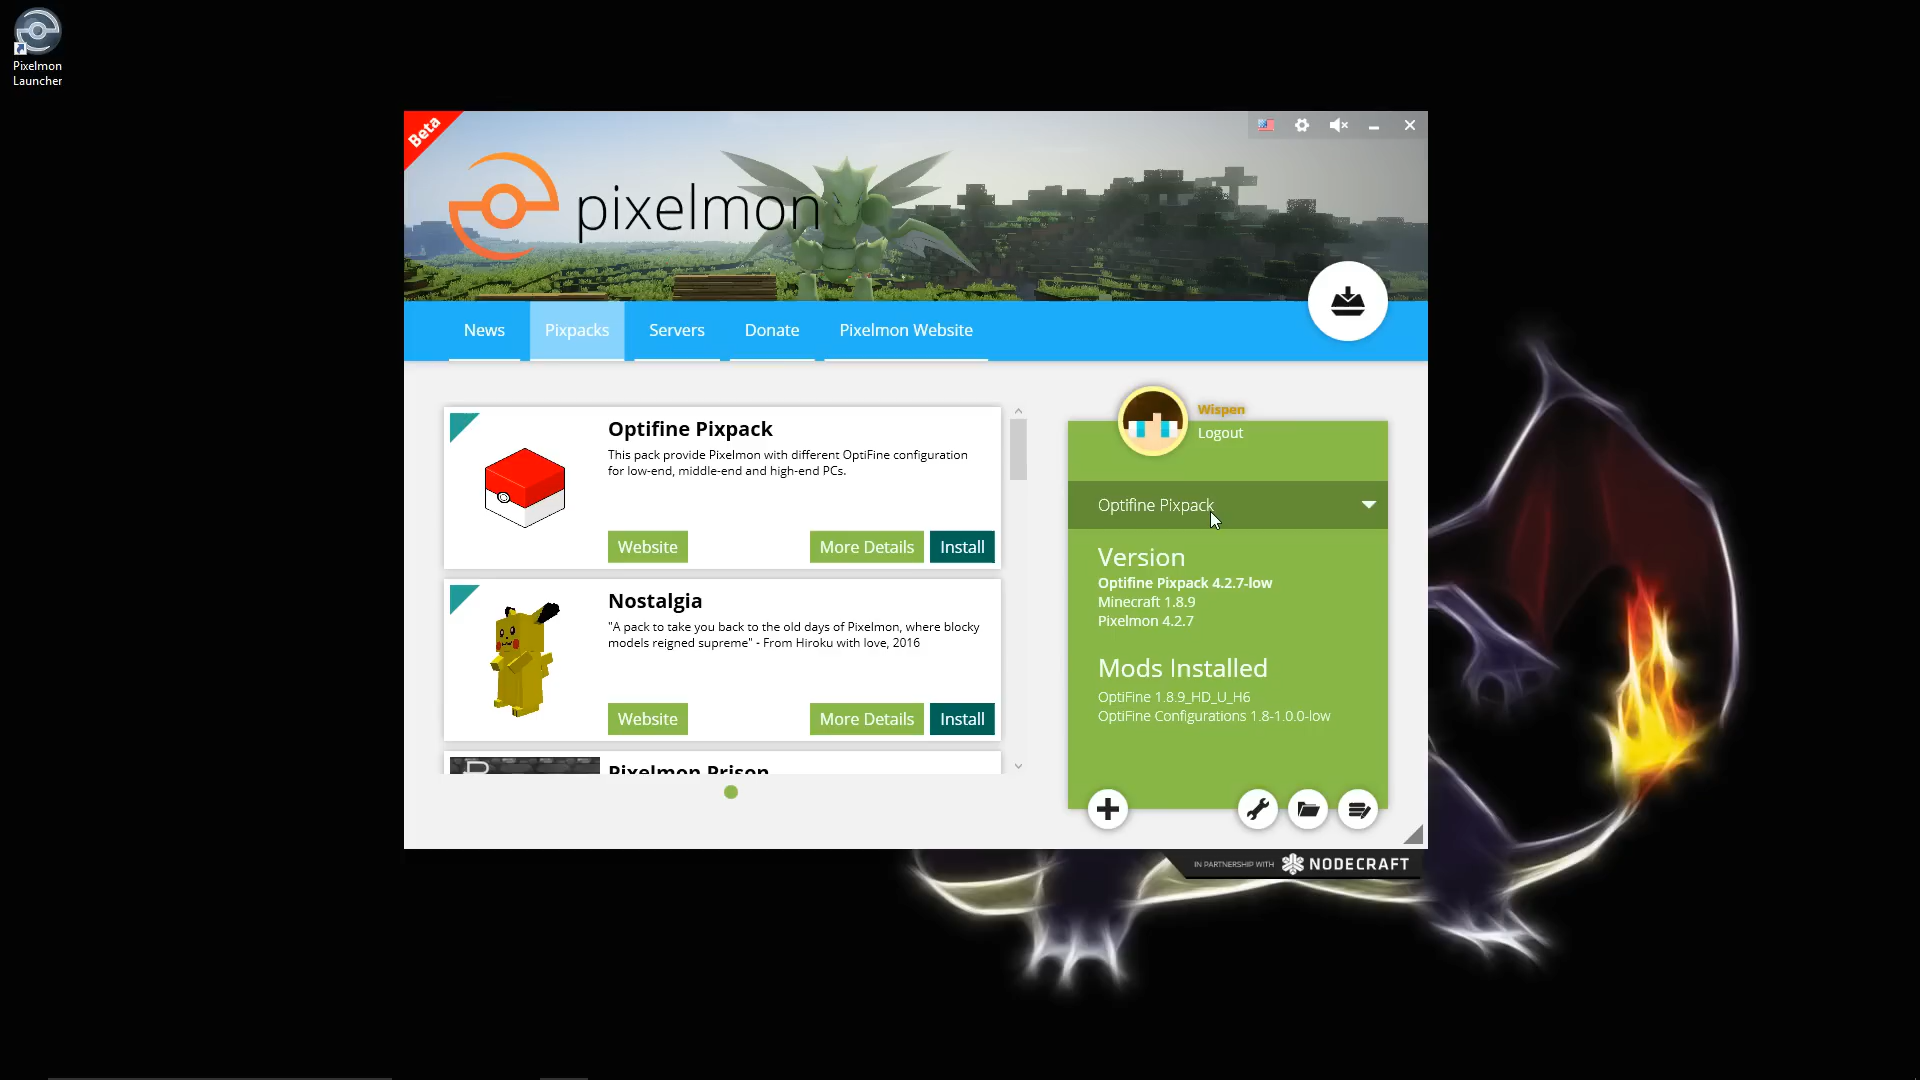 Pixelmon
Launcher
Beta
pixelmon
News
Pixpacks
Servers
Donate
Pixelmon Website
Optifine Pixpack
This pack provide Pixelmon with different OptiFine configuration
for low-end, middle-end and high-end PCs.
Website
More Details
Install
Nostalgia
"A pack to take you back to the old days of Pixelmon, where blocky
models reigned supreme" - From Hiroku with love, 2016
Website
More Details
Install
Pixelmon Prison
Wispen
Logout
Optifine Pixpack
Version
Optifine Pixpack 4.2.7-low
Minecraft 1.8.9
Pixelmon 4.2.7
Mods Installed
OptiFine 1.8.9_HD_U_H6
OptiFine Configurations 1.8-1.0.0-low
IN PARTNERSHIP WITH NODECRAFT